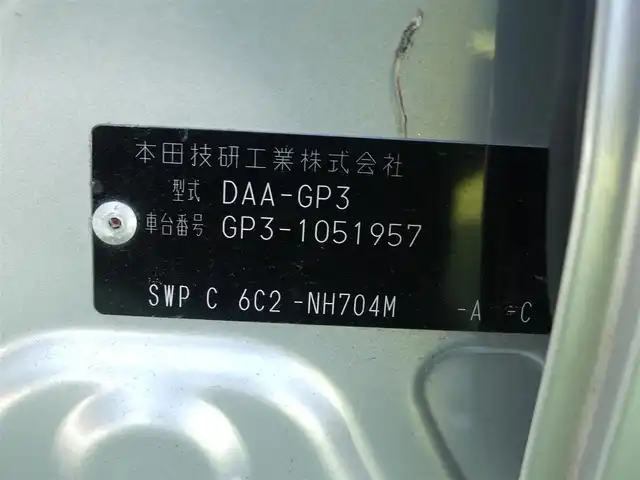 本田技研工業株式会社
型式 DAA-GP3
車台番号 GP3-1051957
SWP C 6C2 -NH704M -A -C